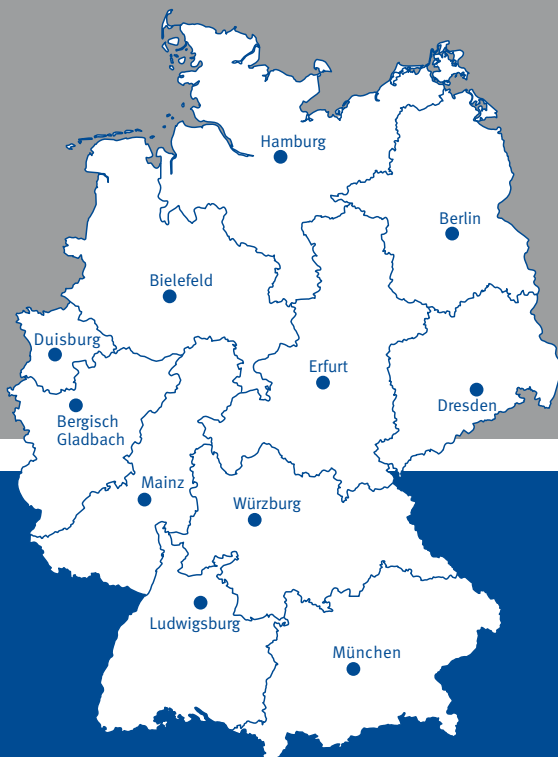 Hamburg
Berlin
Bielefeld
Duisburg
Erfurt
Dresden
Bergisch
Gladbach
Mainz
Würzburg
Ludwigsburg
München